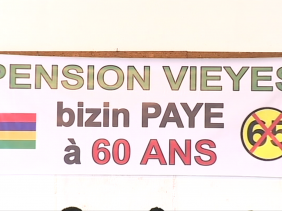 PENSION VIEYES
bizin PAYE
à 60 ANS
65